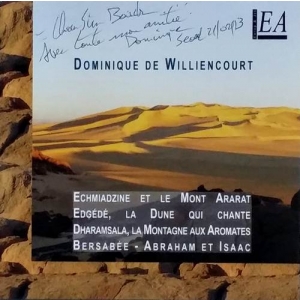 Avec toute mon amitié
Dominique
EA
DOMINIQUE DE WILLIENCOURT
ECHMIADZINE ET LE MONT ARARAT
EDGÉDÉ, LA DUNE QUI CHANTE
DHARAMSALA, LA MONTAGNE AUX AROMATES
BERSABÉE - ABRAHAM ET ISAAC